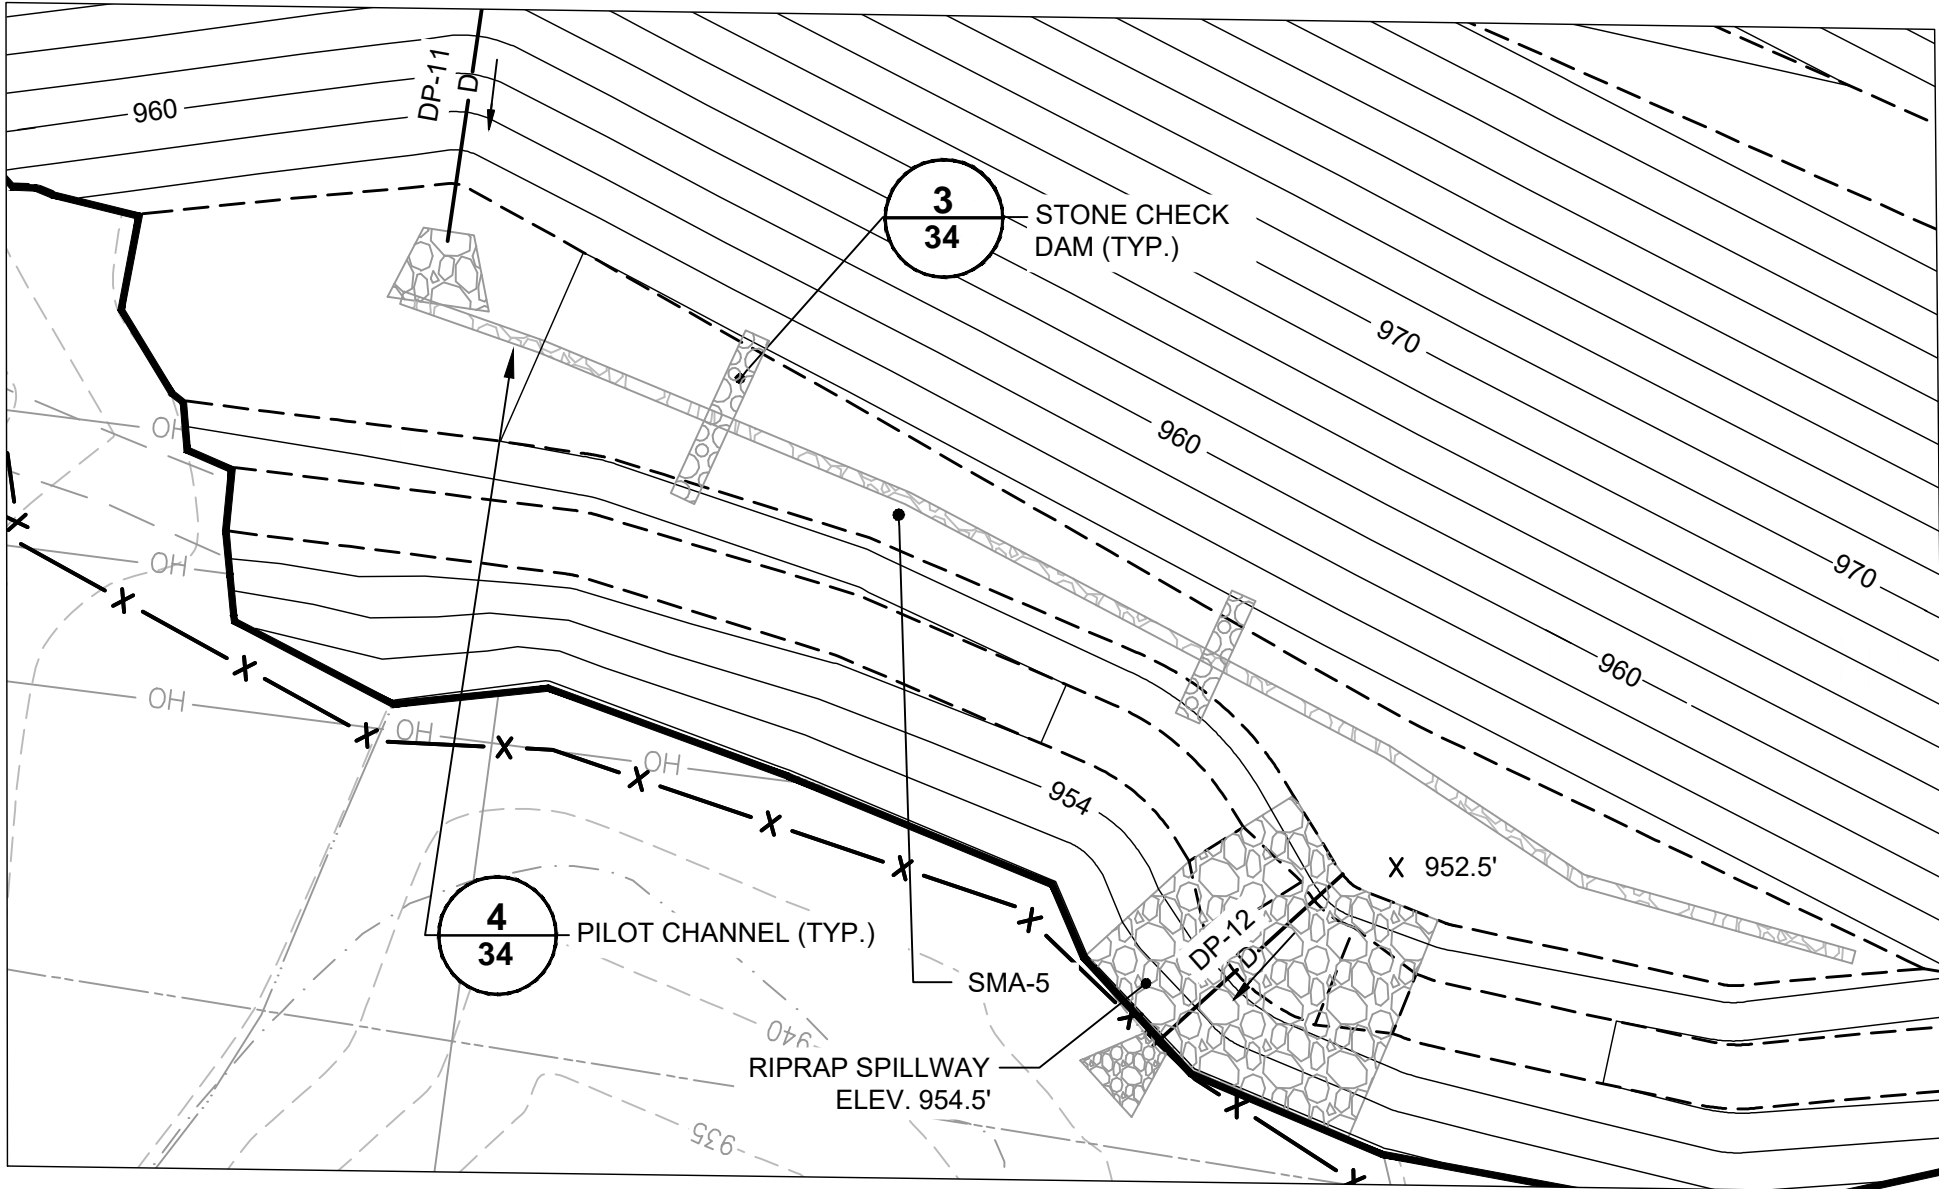 DP-11
D
960
3
34
STONE CHECK
DAM (TYP.)
970
960
970
960
OH
OH
OH
OH
OH
954
X 952.5'
4
34
PILOT CHANNEL (TYP.)
SMA-5
DP-12
D
RIPRAP SPILLWAY
ELEV. 954.5'
940
935